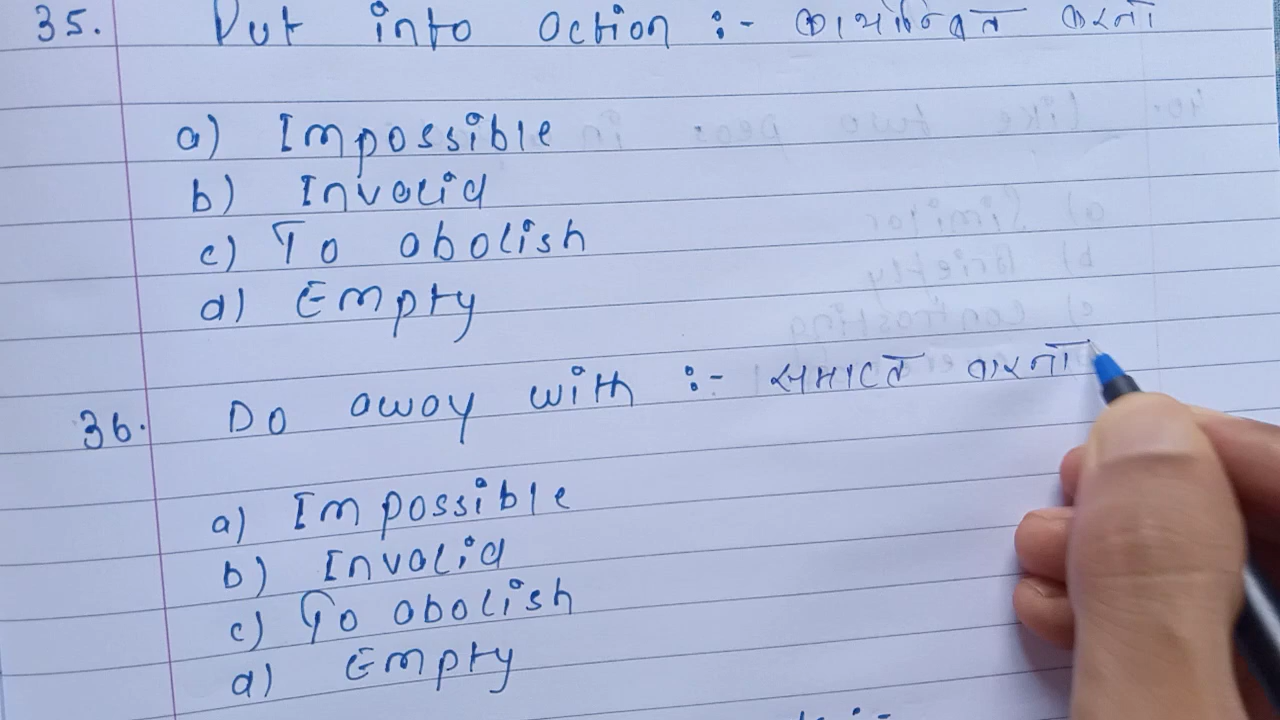 35. Put into action :- कार्यान्वित करना
a) Impossible
b) Invalid
c) To abolish
d) Empty
36. Do away with :- समाप्त करना
a) Impossible
b) Invalid
c) To abolish
d) Empty